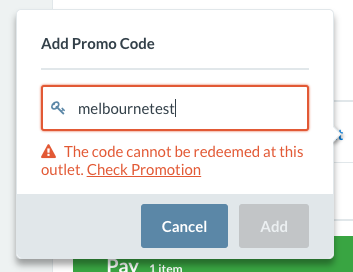 Add Promo Code
melbournetest
The code cannot be redeemed at this
outlet. Check Promotion
Cancel Add
Pay 1 item